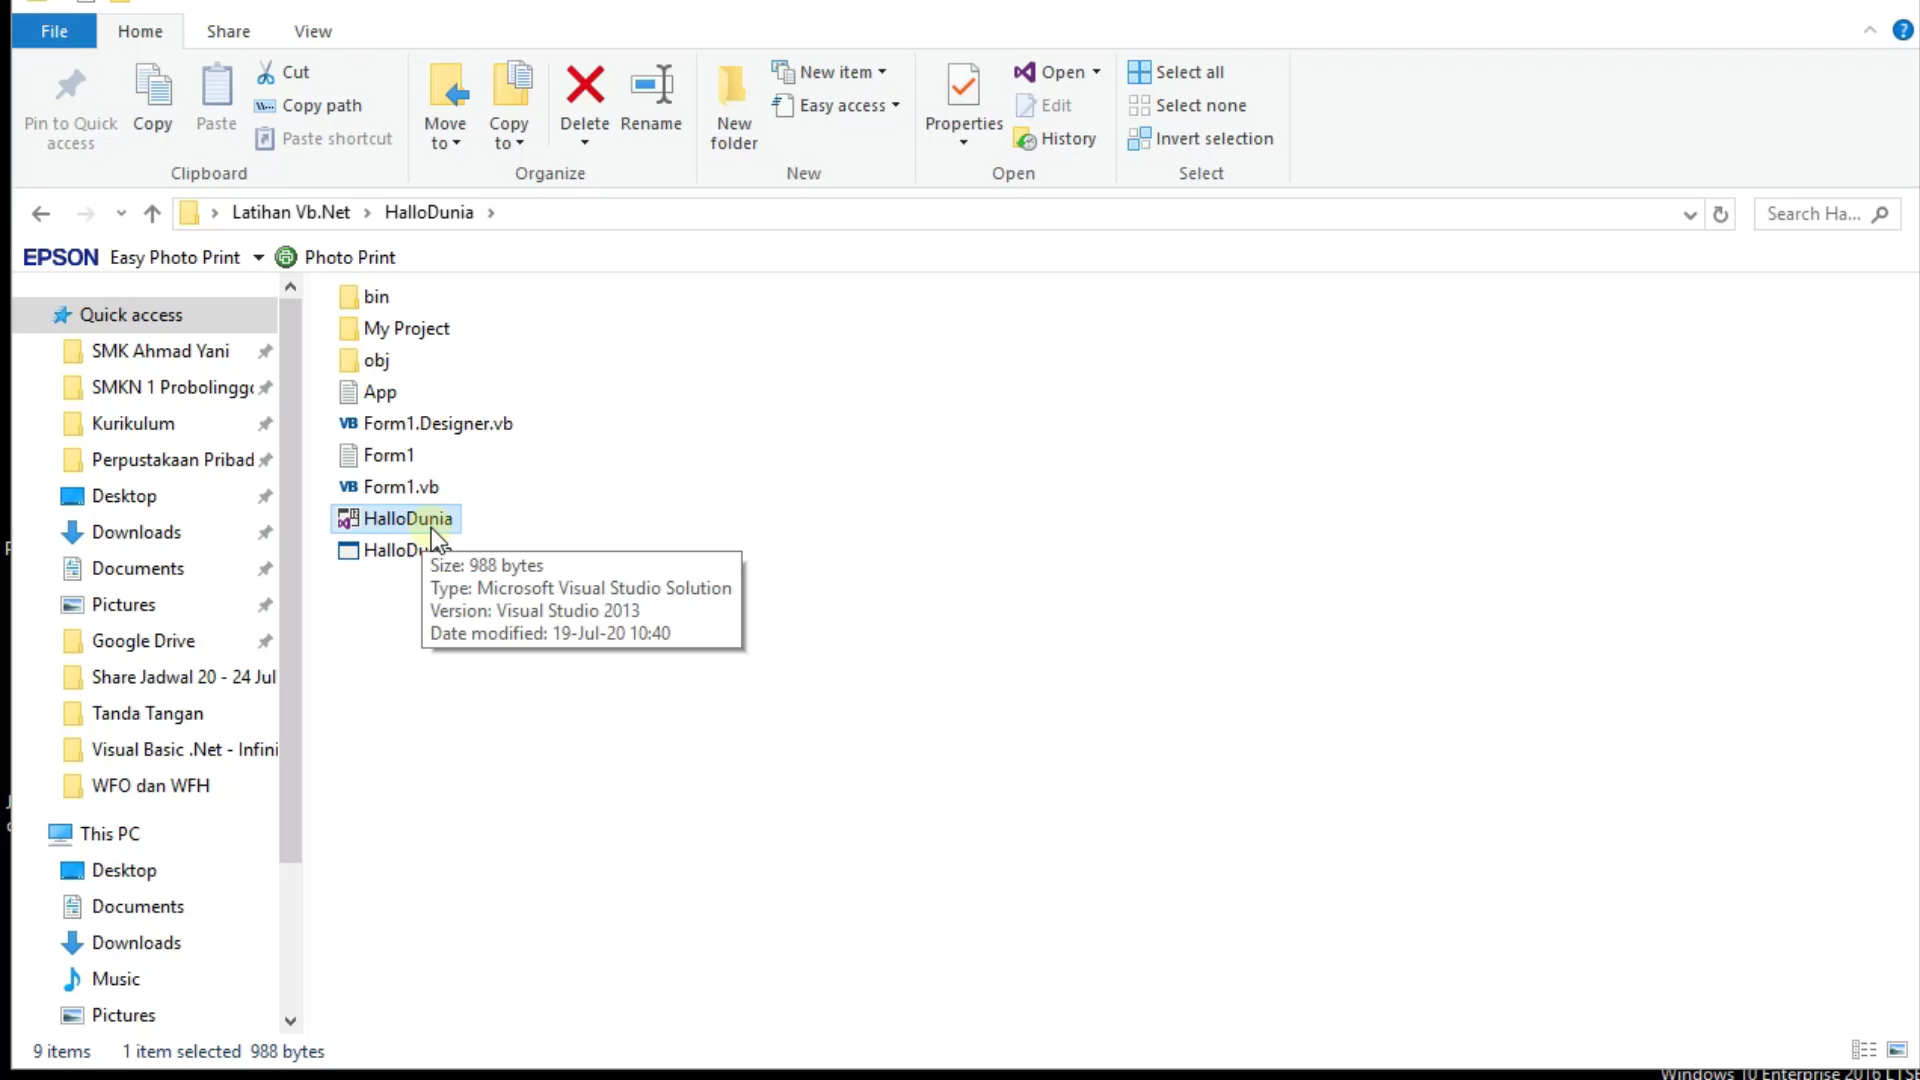 File Home Share View
Pin to Quick access
Copy
Paste
Cut
Copy path
Paste shortcut
Clipboard
Move to
Copy to
Delete
Rename
Organize
New folder
New item
Easy access
New
Properties
Open
Edit
History
Open
Select all
Select none
Invert selection
Select
Latihan Vb.Net > HalloDunia >
Search Ha...
EPSON Easy Photo Print Photo Print
Quick access
SMK Ahmad Yani
SMKN 1 Probolingg
Kurikulum
Perpustakaan Pribad
Desktop
Downloads
Documents
Pictures
Google Drive
Share Jadwal 20 - 24 Jul
Tanda Tangan
Visual Basic .Net - Infini
WFO dan WFH
This PC
Desktop
Documents
Downloads
Music
Pictures
bin
My Project
obj
App
Form1.Designer.vb
Form1
Form1.vb
HalloDunia
Size: 988 bytes
Type: Microsoft Visual Studio Solution
Version: Visual Studio 2013
Date modified: 19-Jul-20 10:40
9 items 1 item selected 988 bytes
Windows 10 Enterprise 2016 LTSB